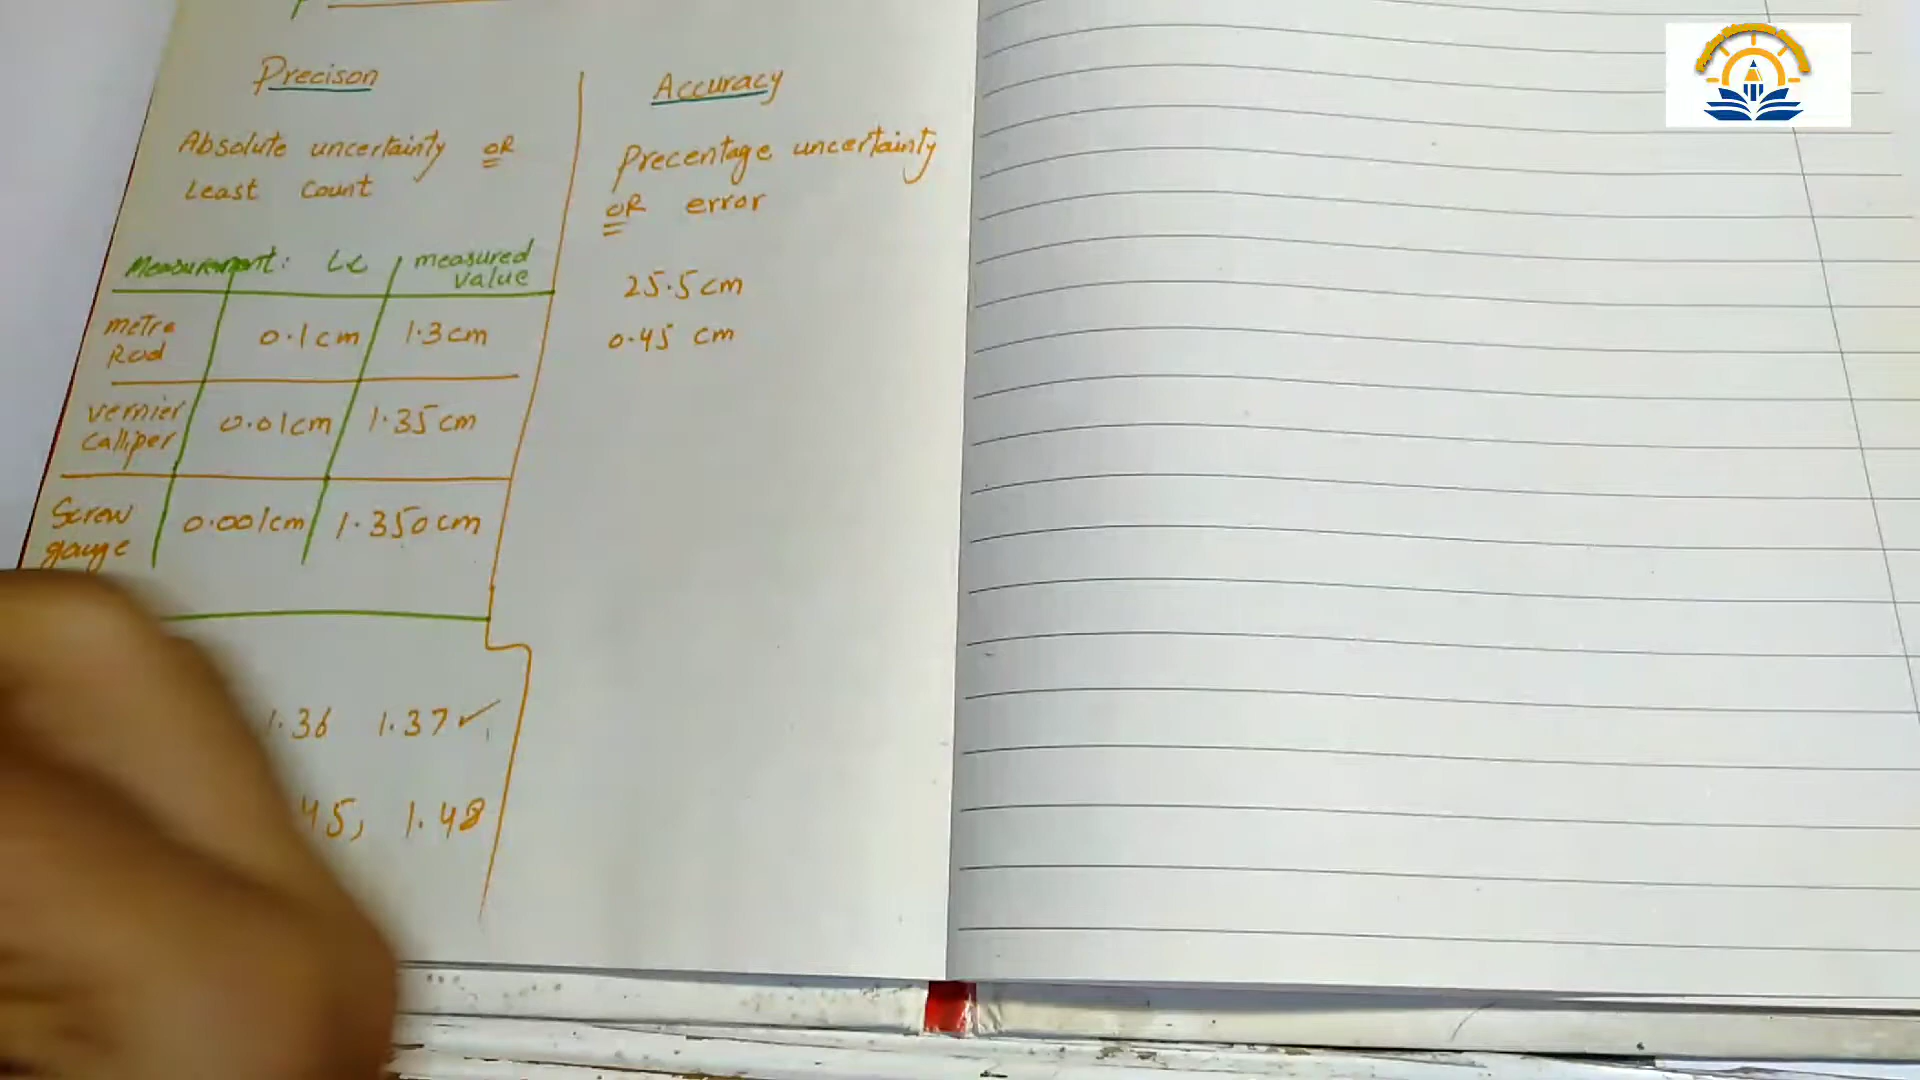 Precison
Absolute uncertainty OR
Least Count
Measurement: LC measured value
metre Rod 0.1cm 1.3cm
vernier calliper 0.01cm 1.35cm
Screw gauge 0.001cm 1.350cm
1.36 1.37✓
45, 1.48
Accuracy
Precentage uncertainty
OR error
25.5cm
0.45 cm